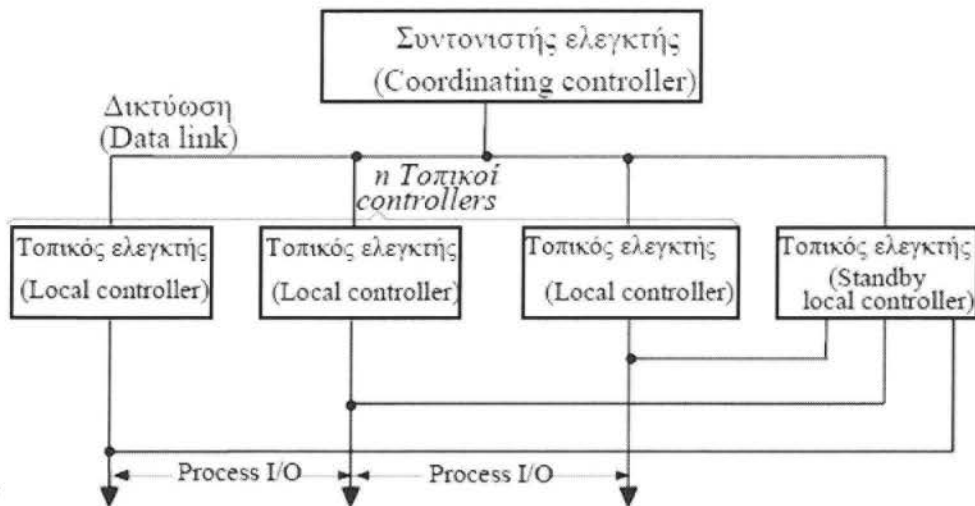 Συντονιστής ελεγκτής
(Coordinating controller)
Δικτύωση
(Data link)
n Τοπικοί
controllers
Τοπικός ελεγκτής
(Local controller)
Τοπικός ελεγκτής
(Local controller)
Τοπικός ελεγκτής
(Local controller)
Τοπικός ελεγκτής
(Standby
local controller)
Process I/O
Process I/O